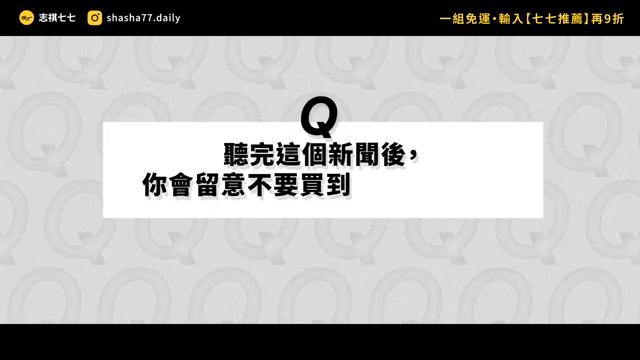 志祺七七
shasha77.daily
一組免運•輸入【七七推薦】再9折
Q
聽完這個新聞後，
你會留意不要買到